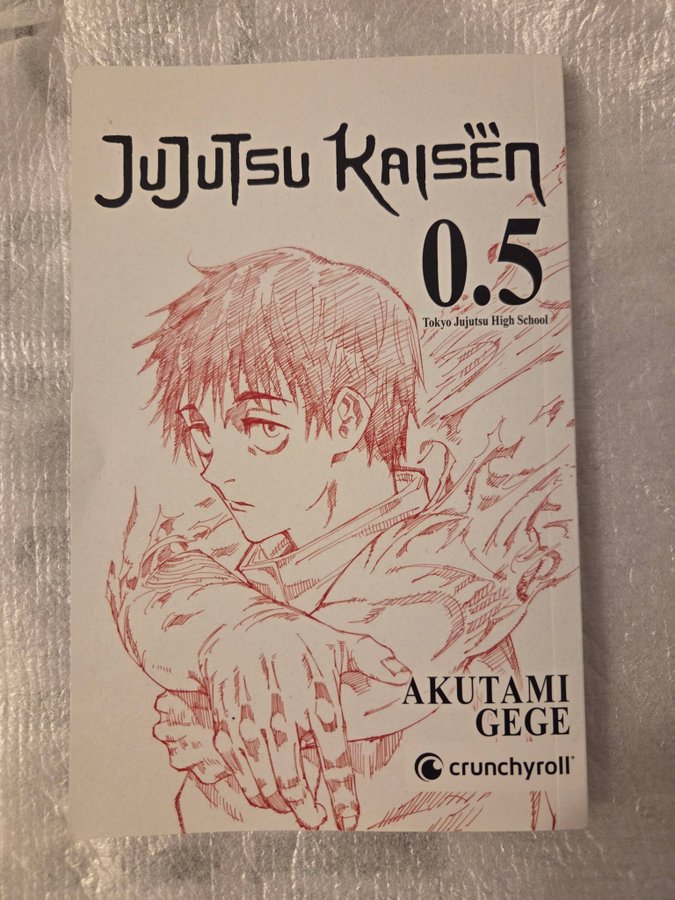 JUJUTSU KAISEN
0.5
Tokyo Jujutsu High School
AKUTAMI
GEGE
crunchyroll